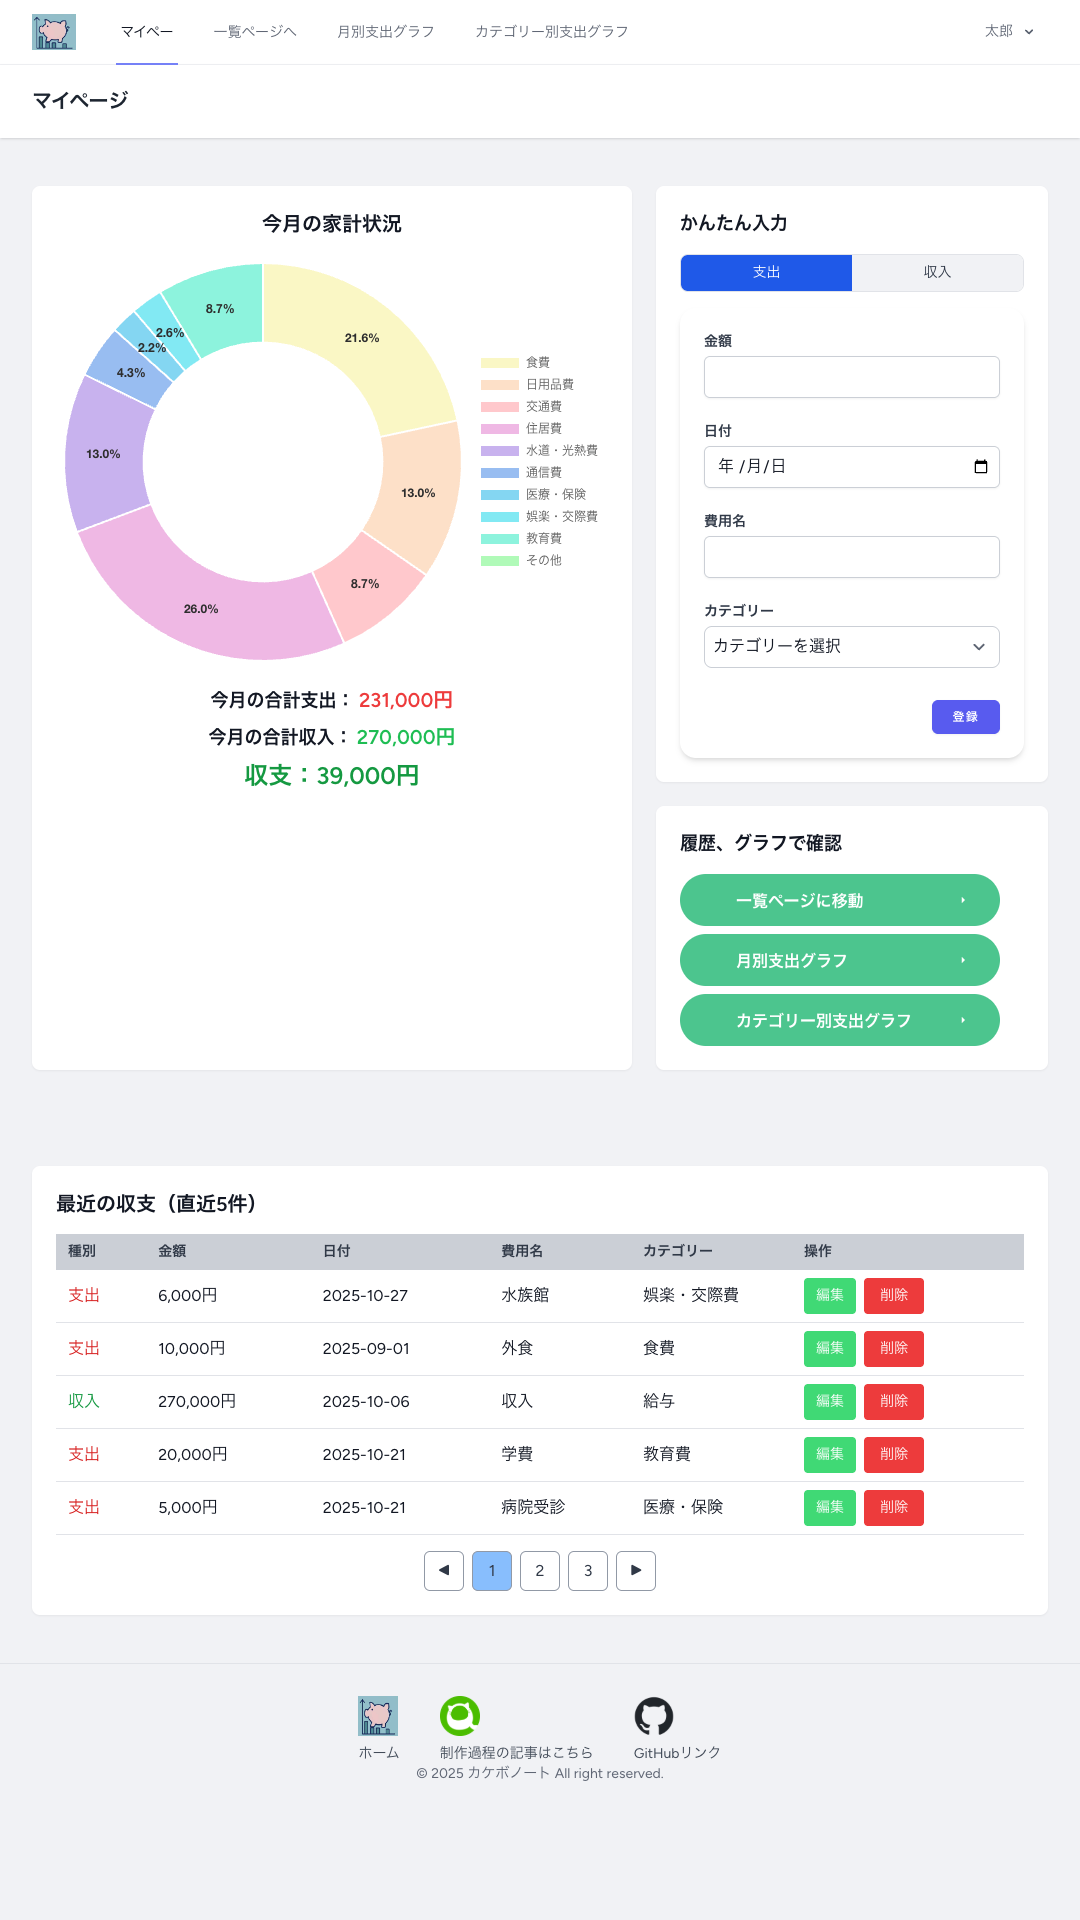 マイペー 一覧ページへ 月別支出グラフ カテゴリー別支出グラフ 太郎
マイページ
今月の家計状況
21.6%
13.0%
8.7%
26.0%
13.0%
4.3%
2.2%
2.6%
8.7%
食費
日用品費
交通費
住居費
水道・光熱費
通信費
医療・保険
娯楽・交際費
教育費
その他
今月の合計支出： 231,000円
今月の合計収入： 270,000円
収支：39,000円
かんたん入力
支出 収入
金額
日付
年 /月/日
費用名
カテゴリー
カテゴリーを選択
登録
履歴、グラフで確認
一覧ページに移動
月別支出グラフ
カテゴリー別支出グラフ
最近の収支（直近5件）
種別 金額 日付 費用名 カテゴリー 操作
支出 6,000円 2025-10-27 水族館 娯楽・交際費 編集 削除
支出 10,000円 2025-09-01 外食 食費 編集 削除
収入 270,000円 2025-10-06 収入 給与 編集 削除
支出 20,000円 2025-10-21 学費 教育費 編集 削除
支出 5,000円 2025-10-21 病院受診 医療・保険 編集 削除
◀ 1 2 3 ▶
ホーム 制作過程の記事はこちら GitHubリンク
© 2025 カケボノート All right reserved.